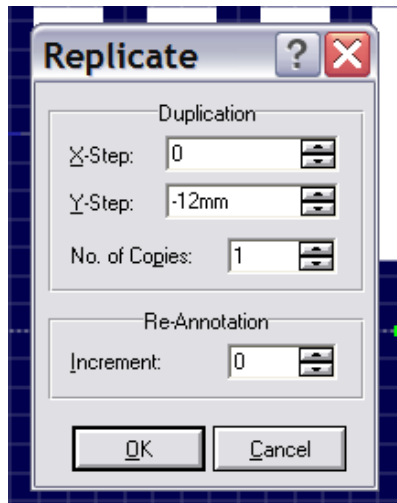 Replicate ?
Duplication
X-Step: 0
Y-Step: -12mm
No. of Copies: 1
Re-Annotation
Increment: 0
OK Cancel